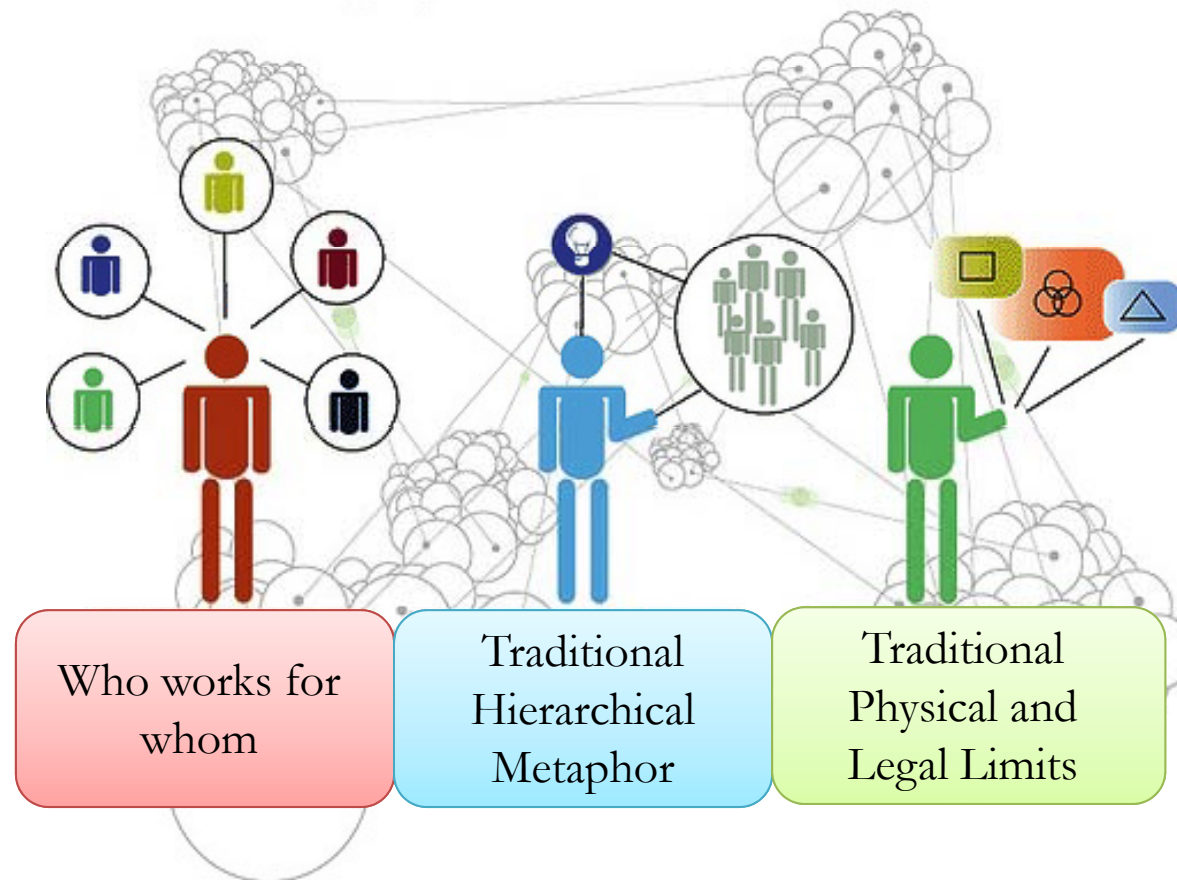 Who works for
whom
Traditional
Hierarchical
Metaphor
Traditional
Physical and
Legal Limits